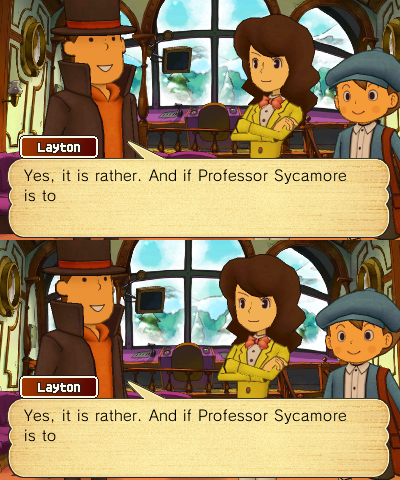 Layton
Yes, it is rather. And if Professor Sycamore
is to
Layton
Yes, it is rather. And if Professor Sycamore
is to